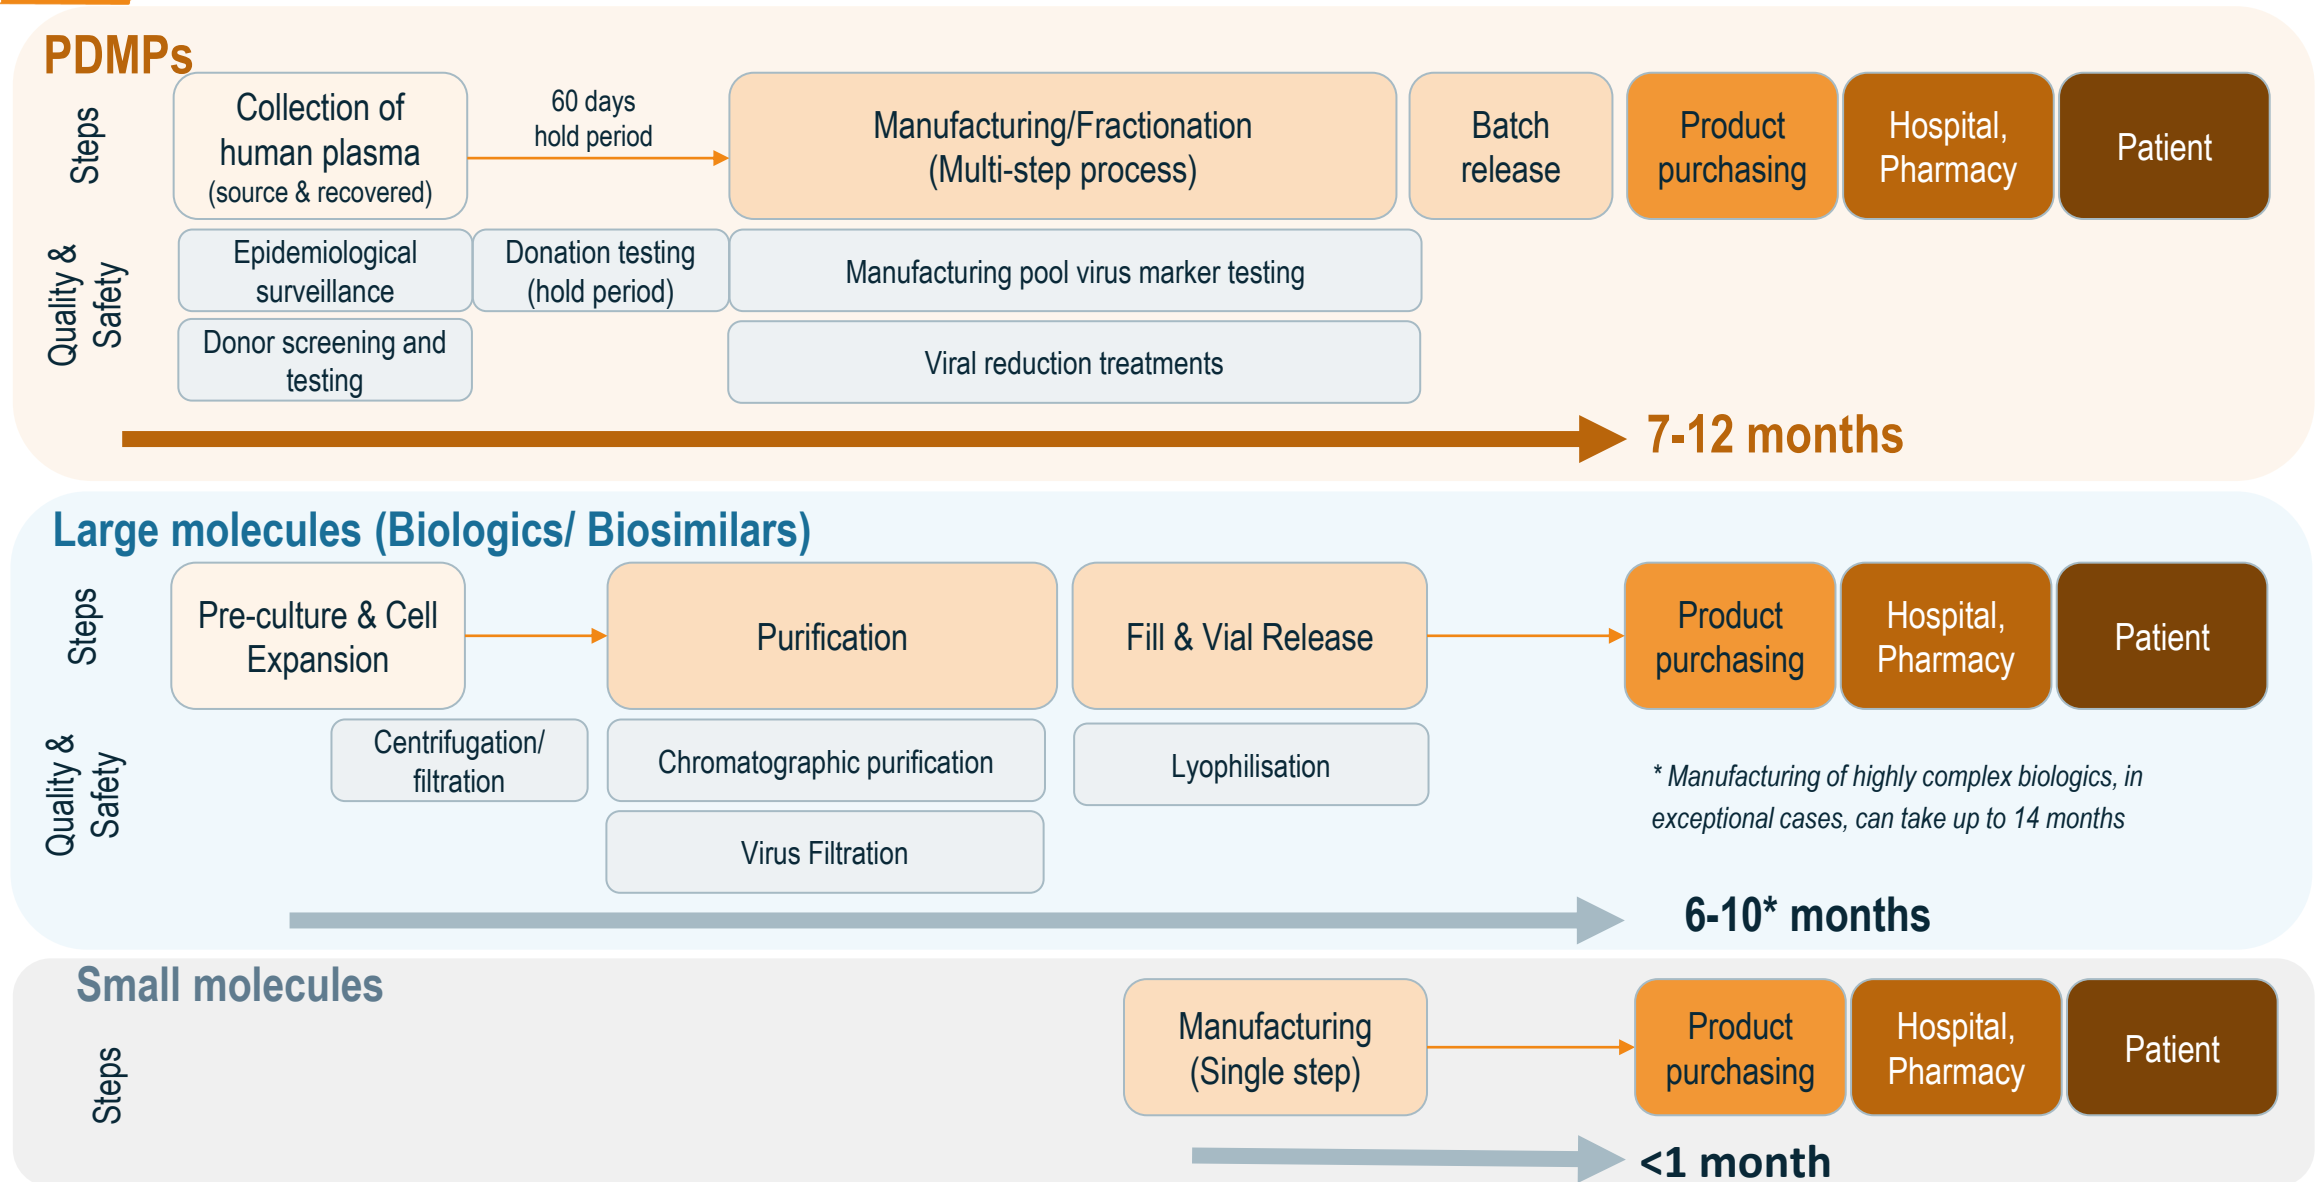 PDMPs
Steps
Collection of
human plasma
(source & recovered)
60 days
hold period
Manufacturing/Fractionation
(Multi-step process)
Batch
release
Product
purchasing
Hospital,
Pharmacy
Patient
Quality &
Safety
Epidemiological
surveillance
Donation testing
(hold period)
Manufacturing pool virus marker testing
Donor screening and
testing
Viral reduction treatments
7-12 months
Large molecules (Biologics/ Biosimilars)
Steps
Pre-culture & Cell
Expansion
Purification
Fill & Vial Release
Product
purchasing
Hospital,
Pharmacy
Patient
Quality &
Safety
Centrifugation/
filtration
Chromatographic purification
Lyophilisation
Virus Filtration
* Manufacturing of highly complex biologics, in
exceptional cases, can take up to 14 months
6-10* months
Small molecules
Steps
Manufacturing
(Single step)
Product
purchasing
Hospital,
Pharmacy
Patient
<1 month